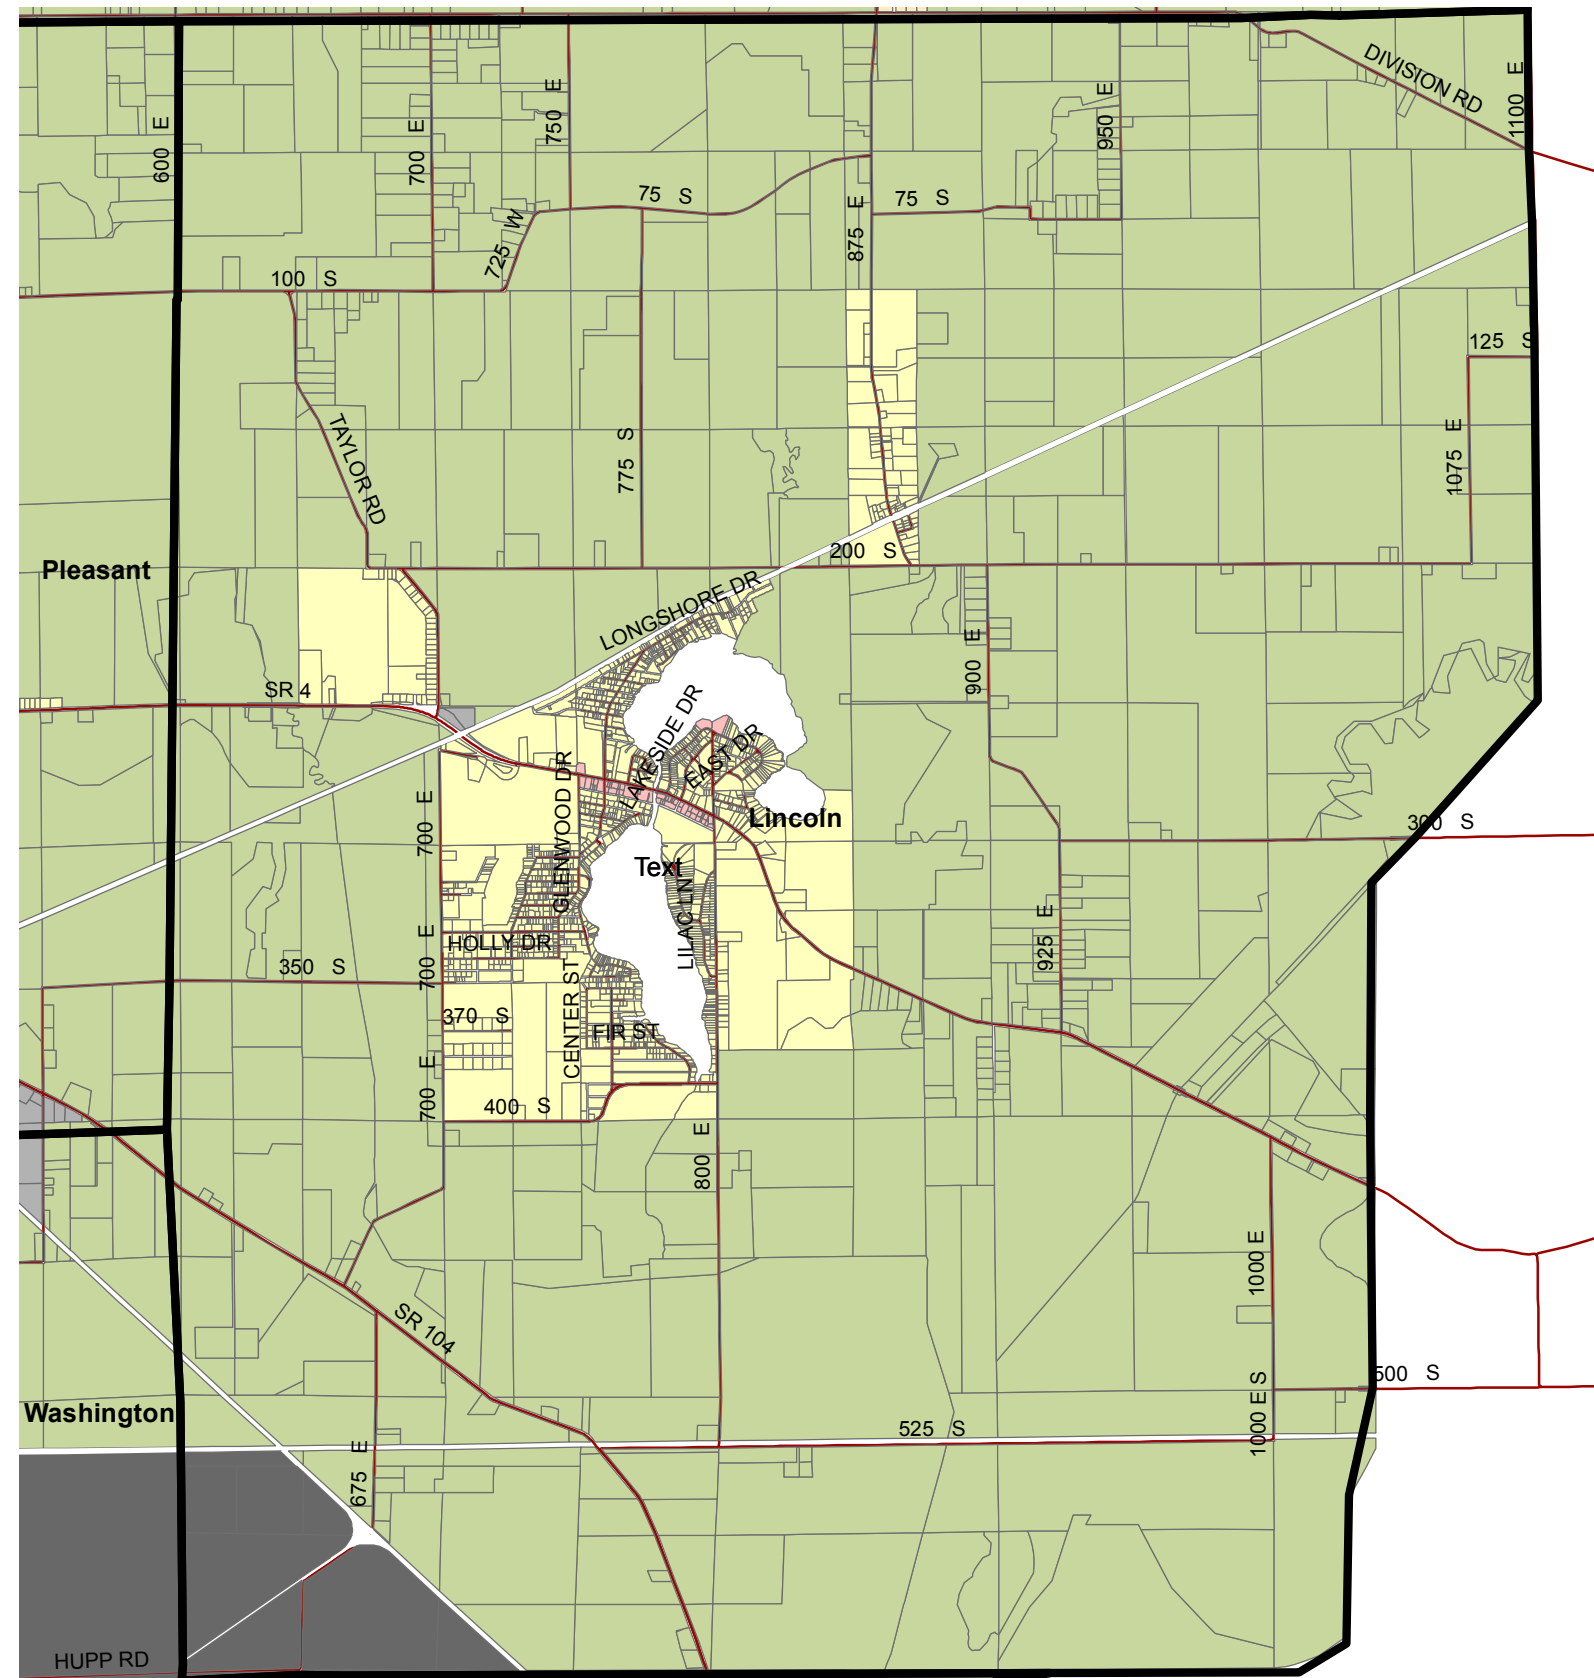 DIVISION RD
1100 E
750 E
950 E
600 E
700 E
75 S
75 S
725 W
875 E
100 S
125 S
TAYLOR RD
775 S
1075 E
200 S
Pleasant
LONGSHORE DR
900 E
SR 4
LAKESIDE DR
EAST DR
GLENWOOD DR
700 E
Lincoln
300 S
Text
LILAC LN
925 E
700 E
HOLLY DR
350 S
CENTER ST
370 S
FIR ST
700 E
400 S
800 E
1000 E
SR 104
500 S
1000 E S
Washington
525 S
675 E
HUPP RD